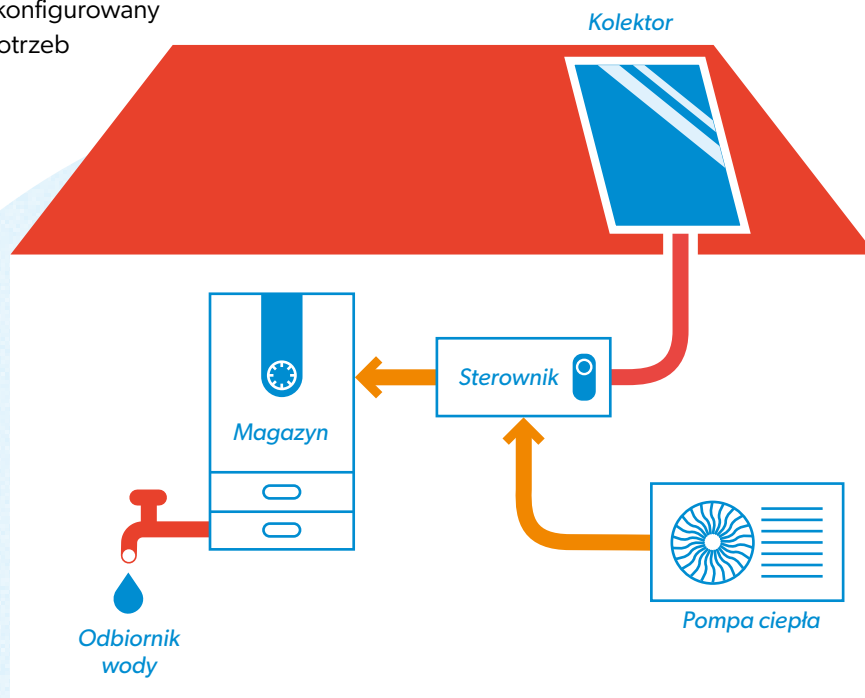 konfigurowany
otrzeb
Kolektor
Sterownik
Magazyn
Pompa ciepła
Odbiornik
wody